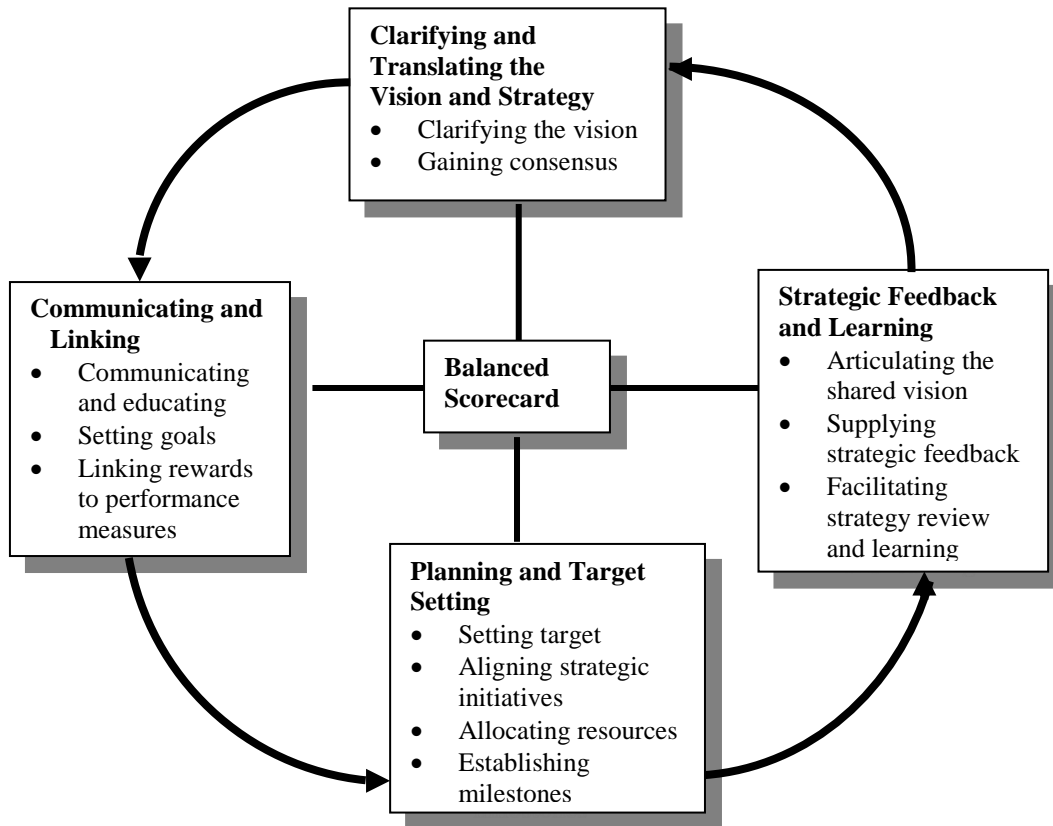 Clarifying and
Translating the
Vision and Strategy
• Clarifying the vision
• Gaining consensus
Communicating and
Linking
• Communicating
and educating
• Setting goals
• Linking rewards
to performance
measures
Balanced
Scorecard
Strategic Feedback
and Learning
• Articulating the
shared vision
• Supplying
strategic feedback
• Facilitating
strategy review
and learning
Planning and Target
Setting
• Setting target
• Aligning strategic
initiatives
• Allocating resources
• Establishing
milestones